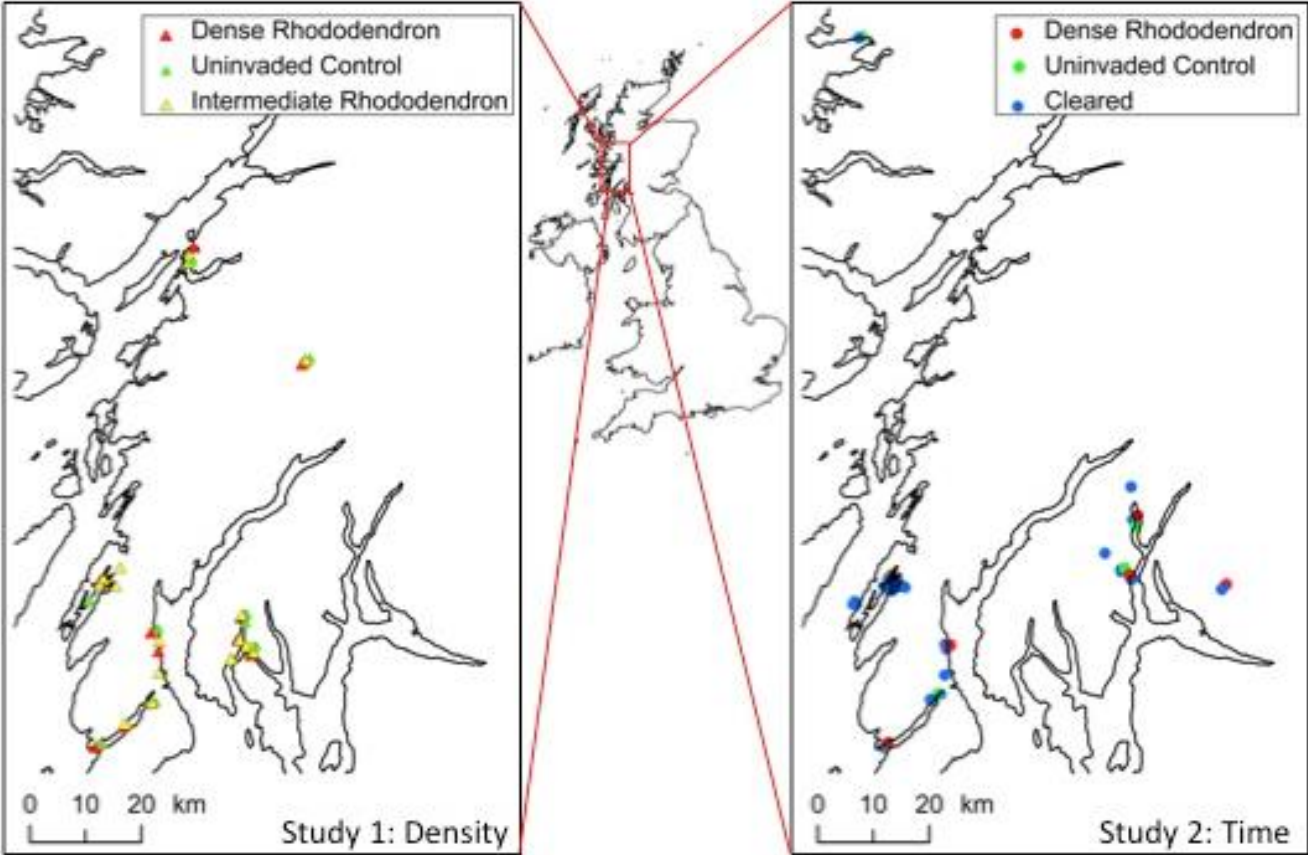 Dense Rhododendron
Uninvaded Control
Intermediate Rhododendron
0 10 20 km
Study 1: Density
Dense Rhododendron
Uninvaded Control
Cleared
0 10 20 km
Study 2: Time